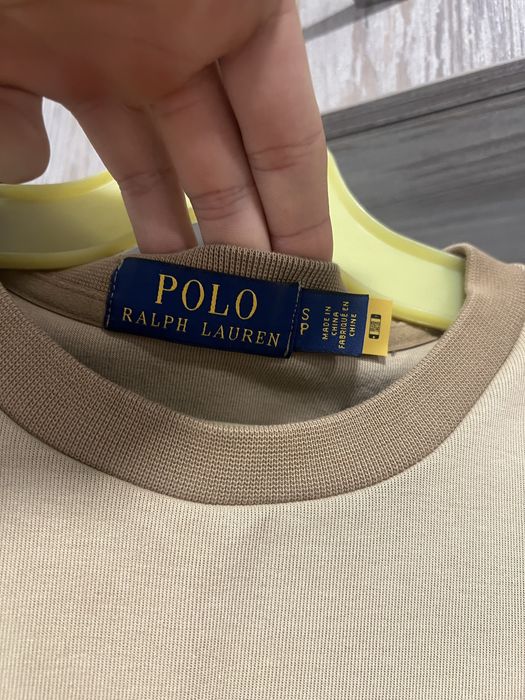 POLO
RALPH LAUREN
S
P
MADE IN
CHINA
FABRIQUÉ EN
CHINE